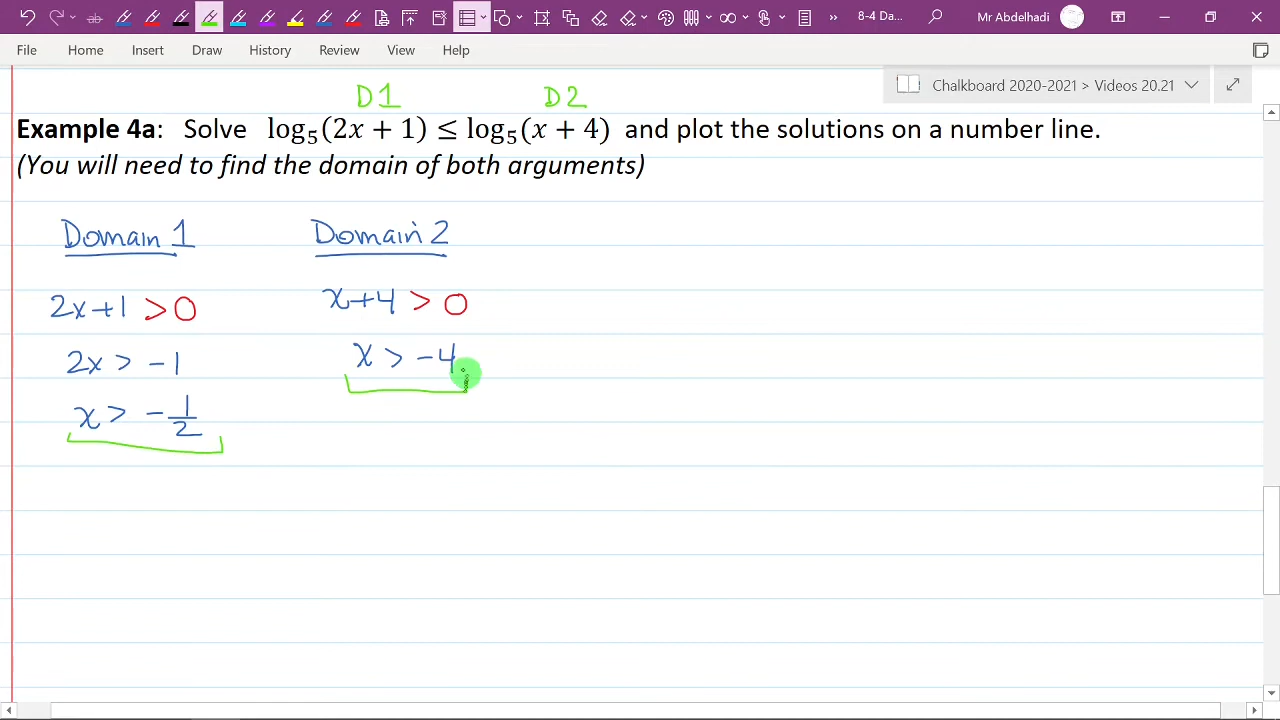 8-4 Da...
Mr Abdelhadi
File Home Insert Draw History Review View Help
Chalkboard 2020-2021 > Videos 20.21
D1 D2
Example 4a: Solve log₅(2x + 1) ≤ log₅(x + 4) and plot the solutions on a number line.
(You will need to find the domain of both arguments)
Domain 1
2x+1 > 0
2x > -1
x > -1/2
Domain 2
x+4 > 0
x > -4